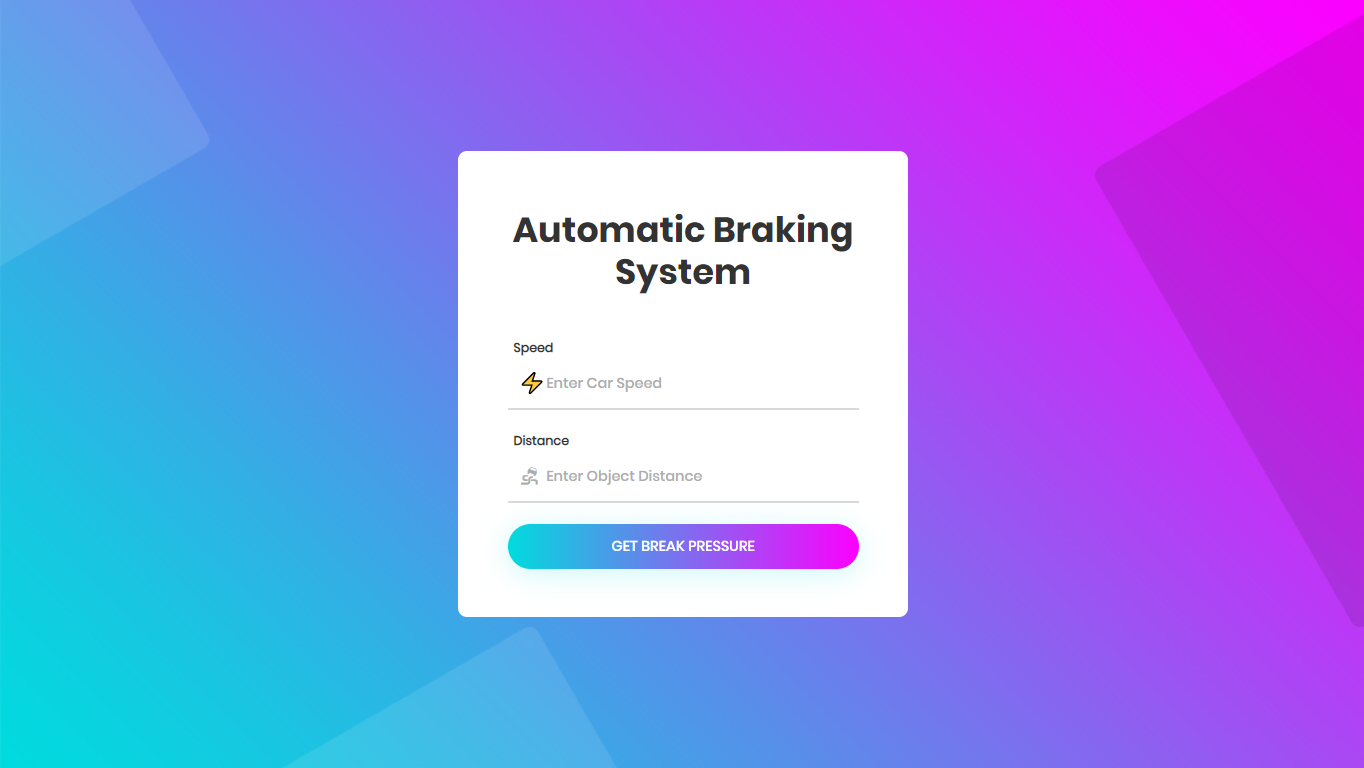 Automatic Braking
System
Speed
Enter Car Speed
Distance
Enter Object Distance
GET BREAK PRESSURE